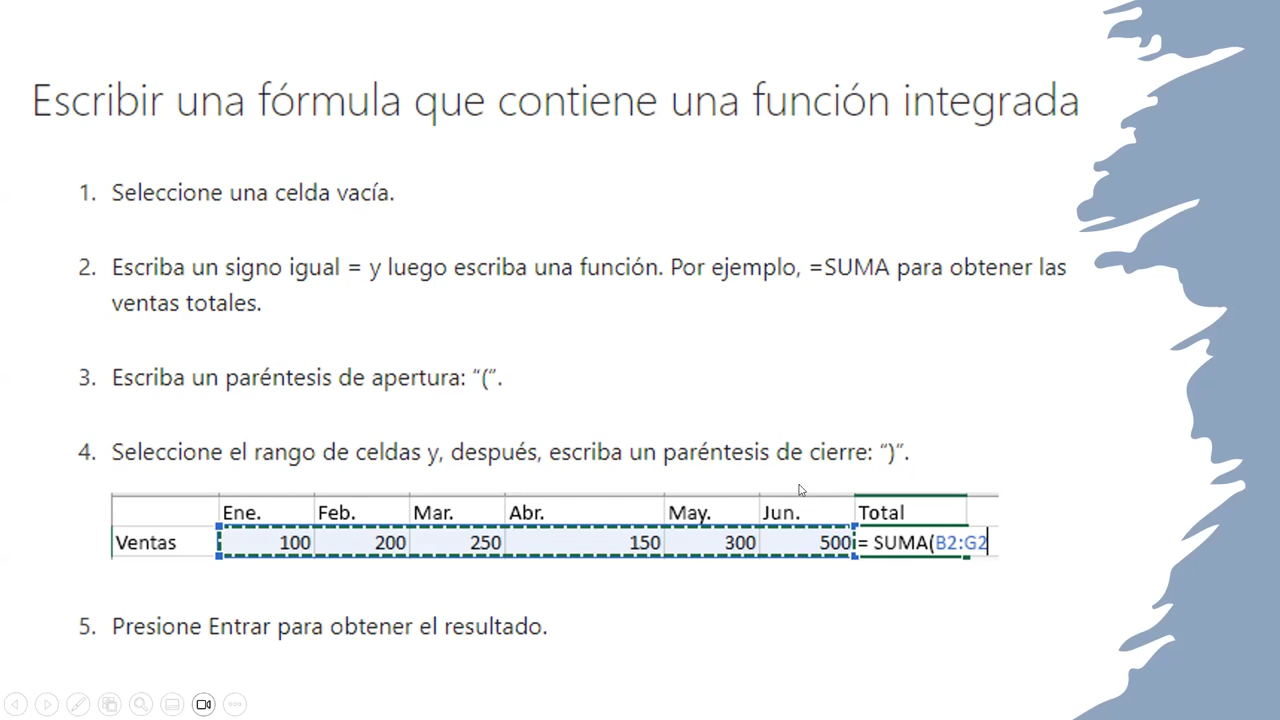 Escribir una fórmula que contiene una función integrada
1. Seleccione una celda vacía.
2. Escriba un signo igual = y luego escriba una función. Por ejemplo, =SUMA para obtener las
ventas totales.
3. Escriba un paréntesis de apertura: “(”.
4. Seleccione el rango de celdas y, después, escriba un paréntesis de cierre: “)”.
Ene. Feb. Mar. Abr. May. Jun. Total
Ventas 100 200 250 150 300 500 = SUMA(B2:G2
5. Presione Entrar para obtener el resultado.